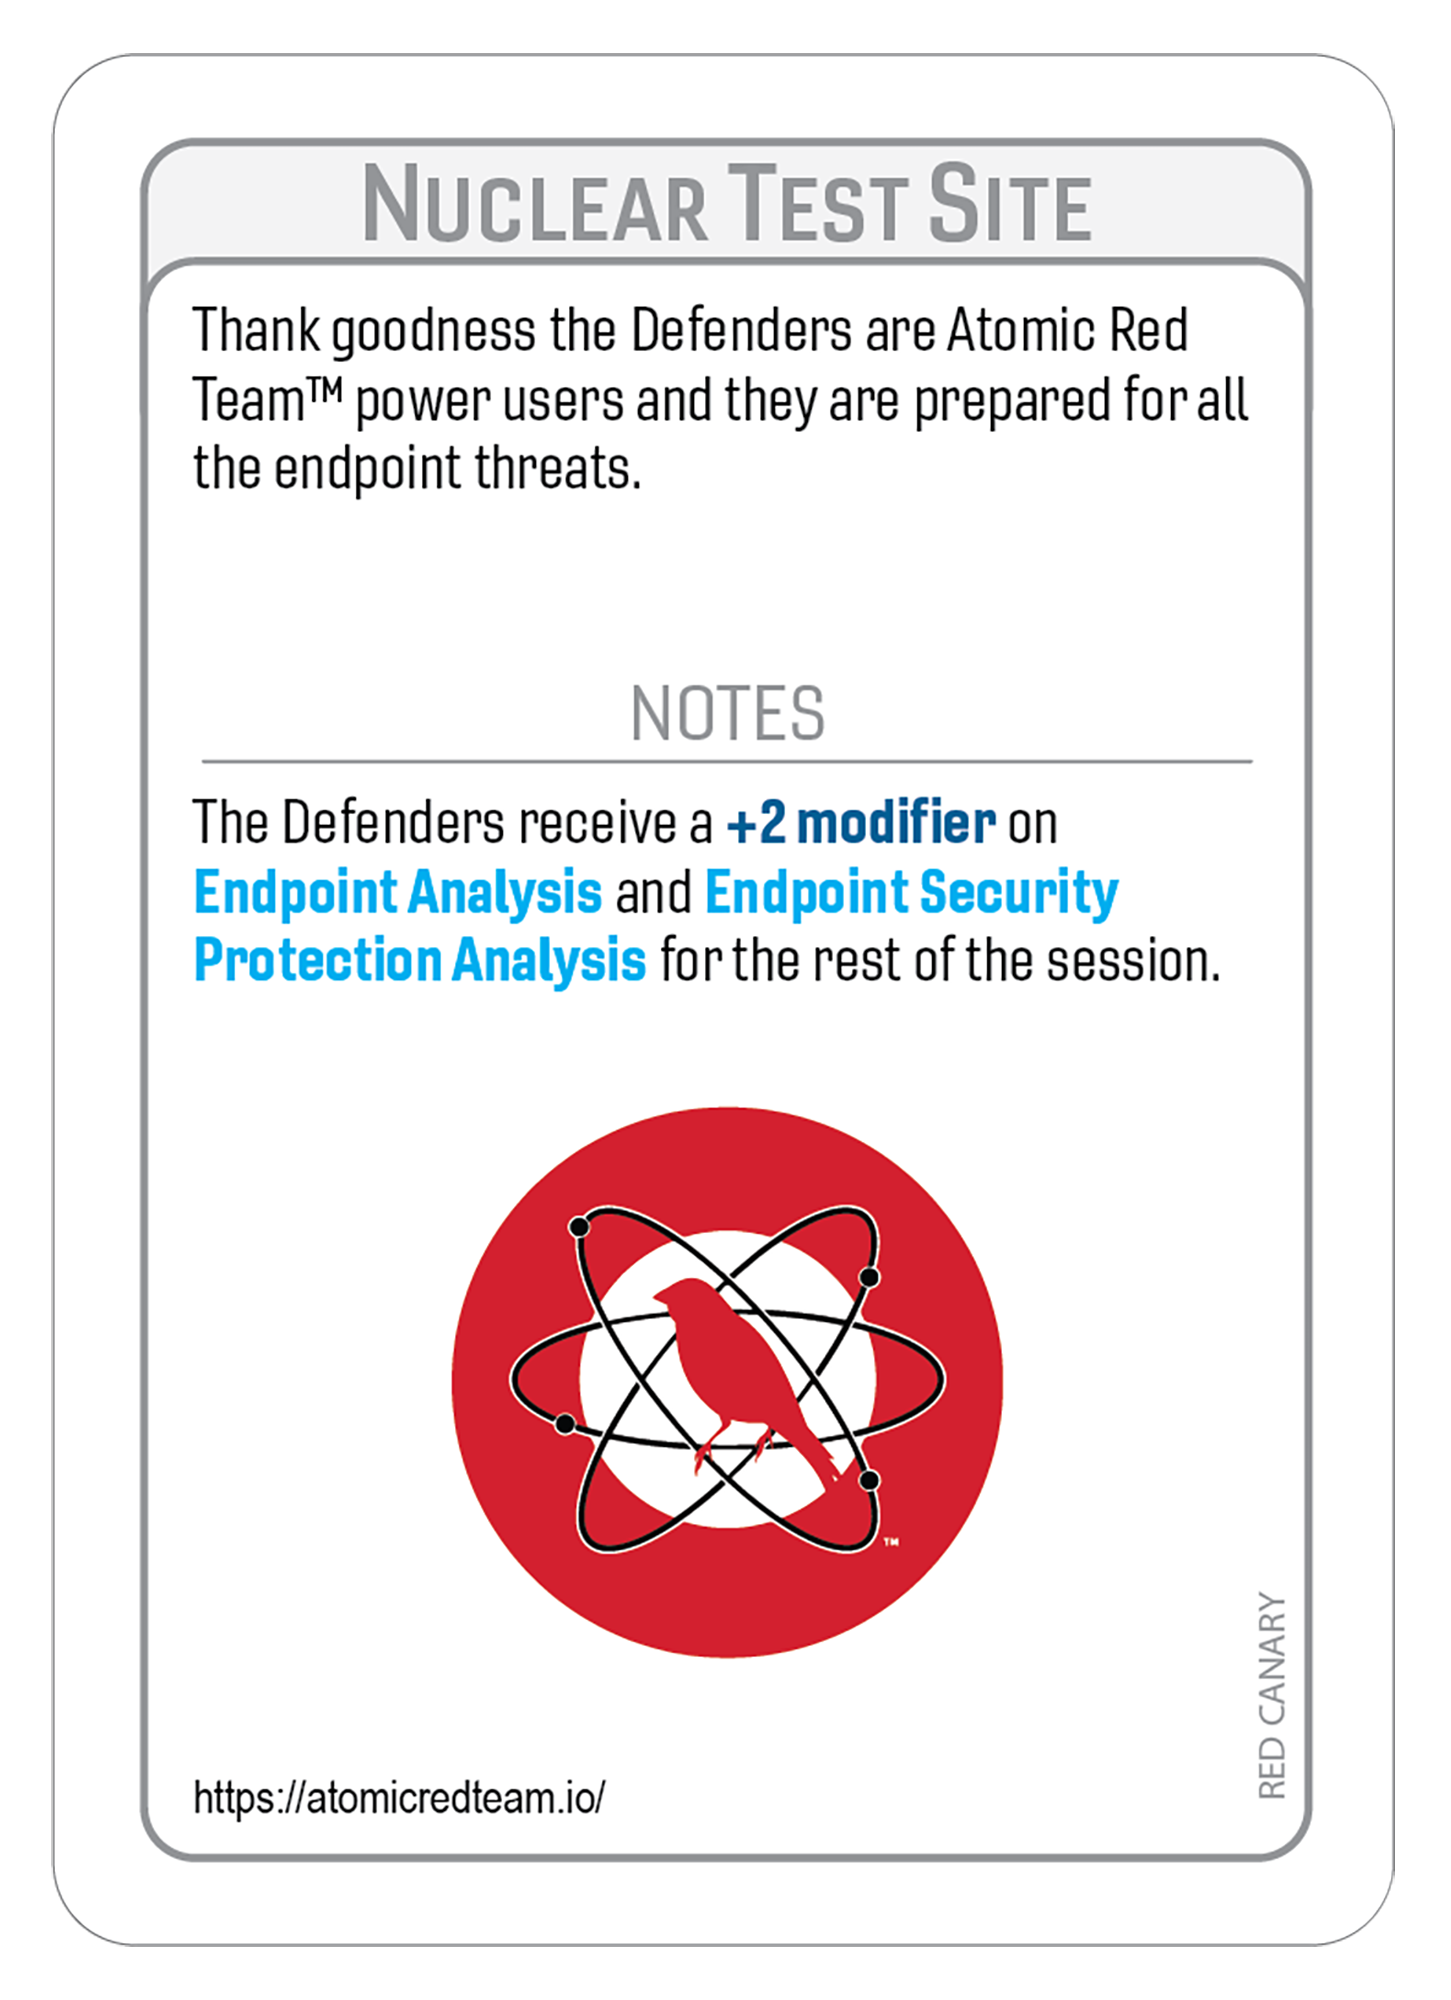 NUCLEAR TEST SITE
Thank goodness the Defenders are Atomic Red
Team™ power users and they are prepared for all
the endpoint threats.
NOTES
The Defenders receive a +2 modifier on
Endpoint Analysis and Endpoint Security
Protection Analysis for the rest of the session.
™
RED CANARY
https://atomicredteam.io/